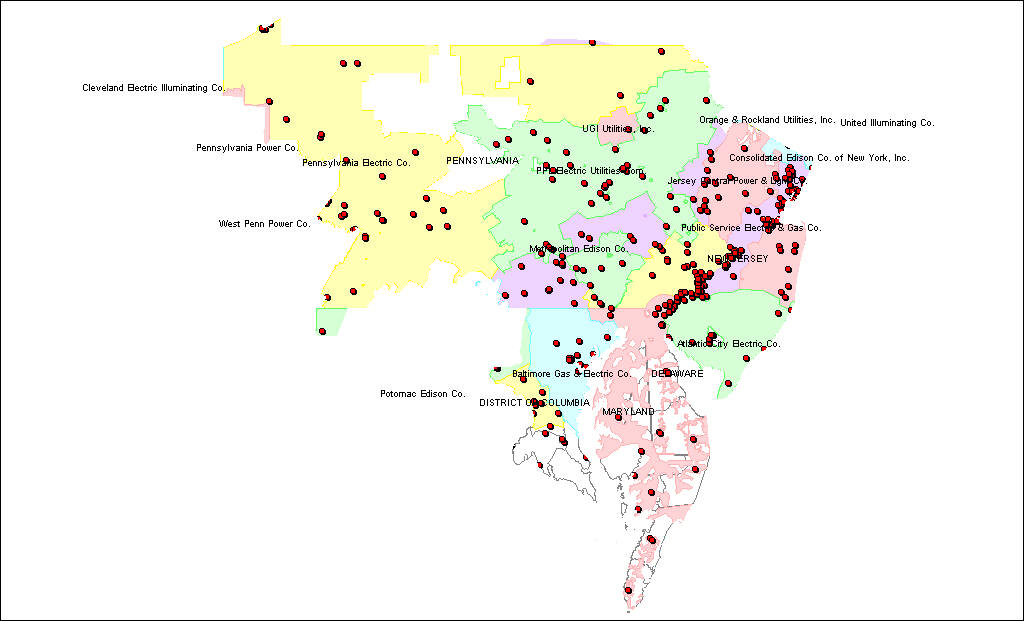 Cleveland Electric Illuminating Co.
Orange & Rockland Utilities, Inc.
United Illuminating Co.
UGI Utilities, Inc.
Pennsylvania Power Co.
Consolidated Edison Co. of New York, Inc.
Pennsylvania Electric Co.
PENNSYLVANIA
PPL Electric Utilities Corp.
Jersey Central Power & Light Co.
West Penn Power Co.
Public Service Electric & Gas Co.
Metropolitan Edison Co.
NEW JERSEY
Atlantic City Electric Co.
Baltimore Gas & Electric Co.
DELAWARE
Potomac Edison Co.
DISTRICT OF COLUMBIA
MARYLAND